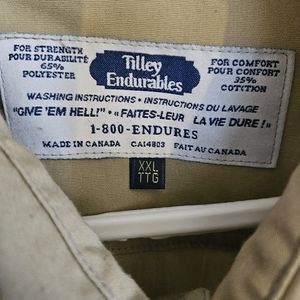 FOR STRENGTH
POUR DURABILITÉ
65%
POLYESTER
Tilley
Endurables
FOR COMFORT
POUR CONFORT
35%
COTTON
WASHING INSTRUCTIONS • INSTRUCTIONS DU LAVAGE
"GIVE 'EM HELL!" • «FAITES-LEUR LA VIE DURE!»
1-800-ENDURES
MADE IN CANADA CA14803 FAIT AU CANADA
XXL
TTG